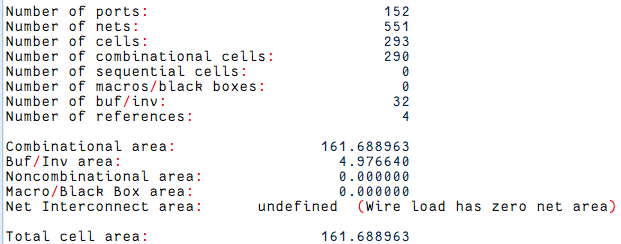 Number of ports: 152
Number of nets: 551
Number of cells: 293
Number of combinational cells: 290
Number of sequential cells: 0
Number of macros/black boxes: 0
Number of buf/inv: 32
Number of references: 4
Combinational area: 161.688963
Buf/Inv area: 4.976640
Noncombinational area: 0.000000
Macro/Black Box area: 0.000000
Net Interconnect area: undefined (Wire load has zero net area)
Total cell area: 161.688963